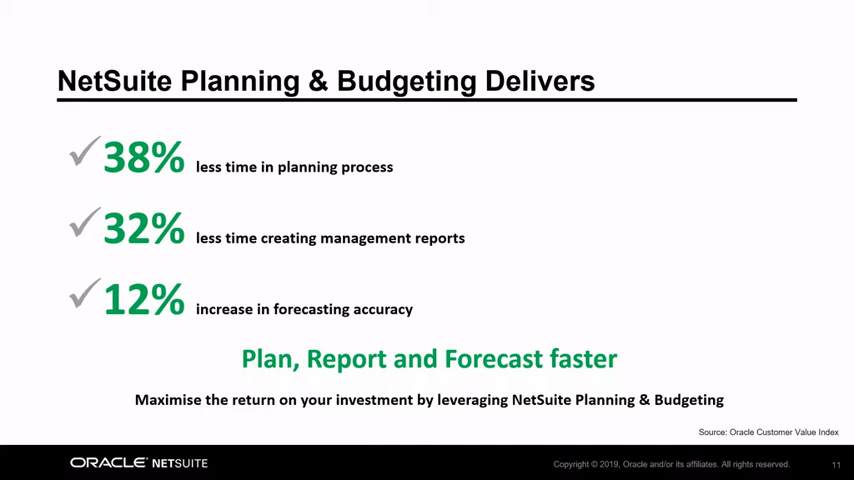 NetSuite Planning & Budgeting Delivers
38% less time in planning process
32% less time creating management reports
12% increase in forecasting accuracy
Plan, Report and Forecast faster
Maximise the return on your investment by leveraging NetSuite Planning & Budgeting
Source: Oracle Customer Value Index
ORACLE NETSUITE
Copyright © 2019, Oracle and/or its affiliates. All rights reserved.
11